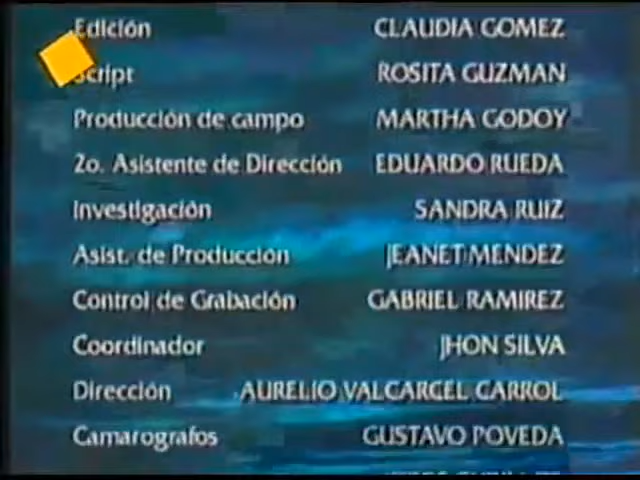 Edición CLAUDIA GOMEZ
Script ROSITA GUZMAN
Producción de campo MARTHA GODOY
2o. Asistente de Dirección EDUARDO RUEDA
Investigación SANDRA RUIZ
Asist. de Producción JEANET MENDEZ
Control de Grabación GABRIEL RAMIREZ
Coordinador JHON SILVA
Dirección AURELIO VALCARCEL CARROL
Camarografos GUSTAVO POVEDA